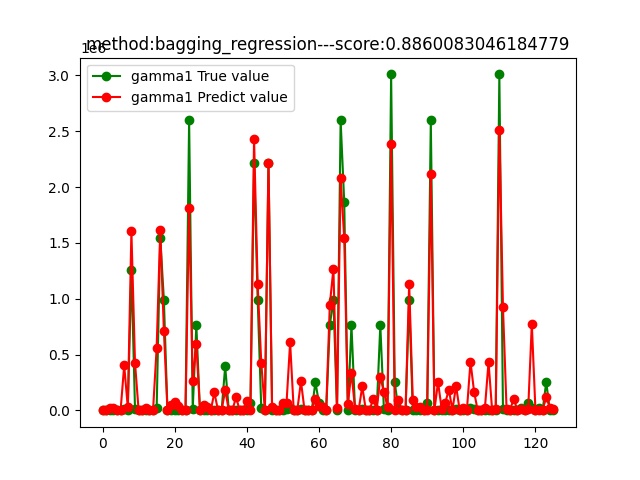 method:bagging_regression---score:0.8860083046184779
1e6
gamma1 True value
gamma1 Predict value
3.0
2.5
2.0
1.5
1.0
0.5
0.0
0 20 40 60 80 100 120